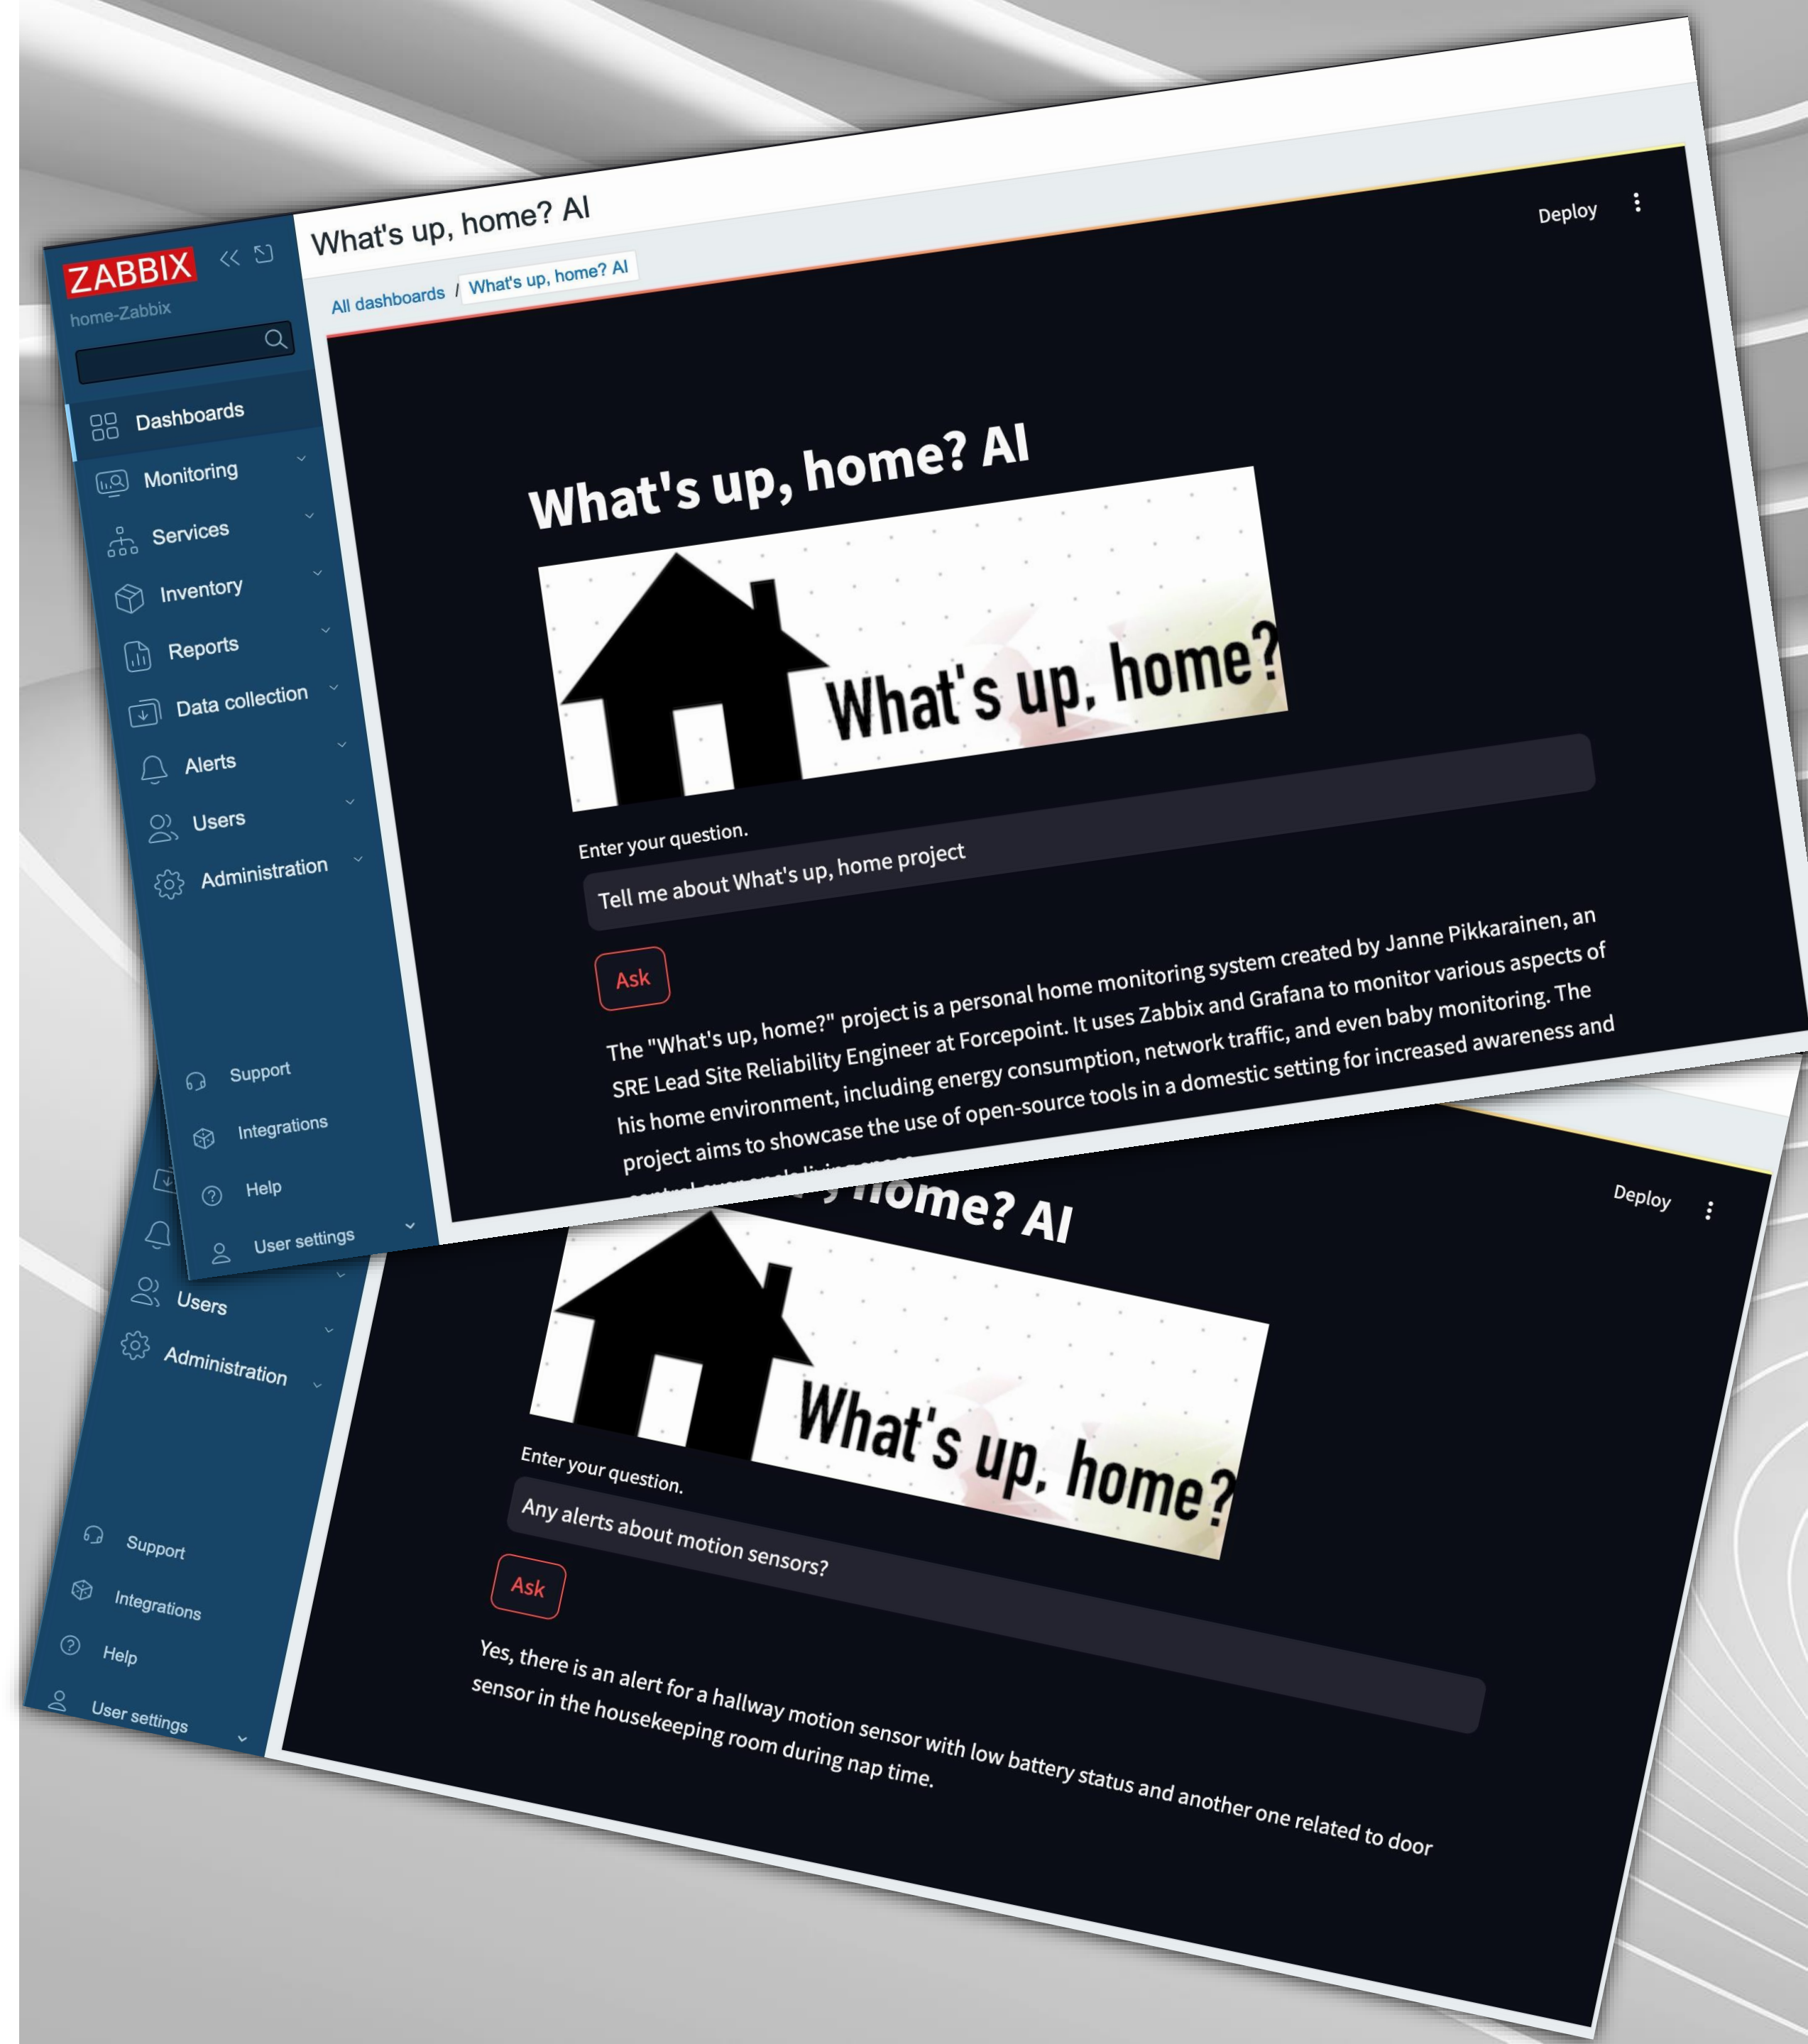 What's up, home? AI
ZABBIX
home-Zabbix
All dashboards / What's up, home? AI
Dashboards
Monitoring
Services
Inventory
Reports
Data collection
Alerts
Users
Administration
Support
Integrations
Help
User settings
Deploy
What's up, home? AI
What's up, home?
Enter your question.
Tell me about What's up, home project
Ask
The "What's up, home?" project is a personal home monitoring system created by Janne Pikkarainen, an
SRE Lead Site Reliability Engineer at Forcepoint. It uses Zabbix and Grafana to monitor various aspects of
his home environment, including energy consumption, network traffic, and even baby monitoring. The
project aims to showcase the use of open-source tools in a domestic setting for increased awareness and
Users
Administration
Support
Integrations
Help
User settings
Deploy
home? AI
What's up, home?
Enter your question.
Any alerts about motion sensors?
Ask
Yes, there is an alert for a hallway motion sensor with low battery status and another one related to door
sensor in the housekeeping room during nap time.